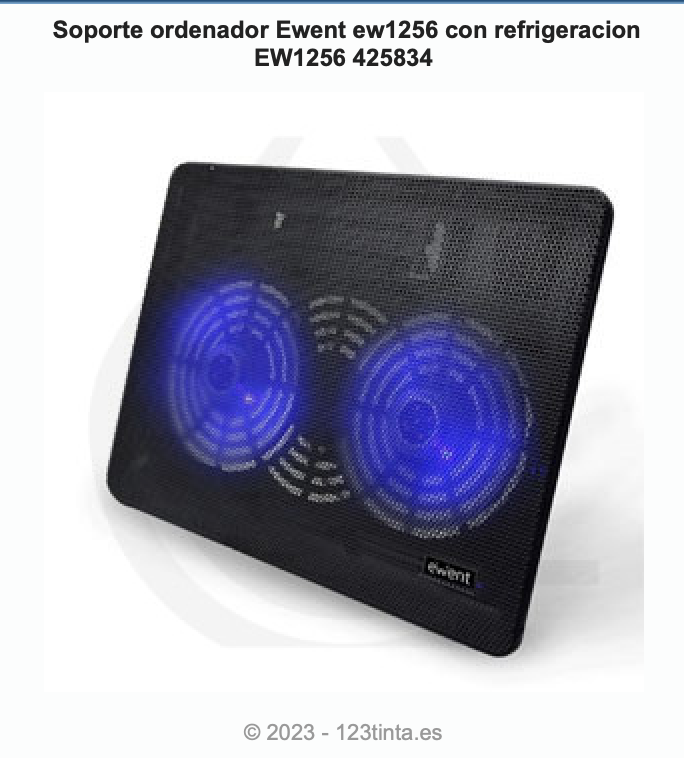 Soporte ordenador Ewent ew1256 con refrigeracion
EW1256 425834
ewent
© 2023 - 123tinta.es